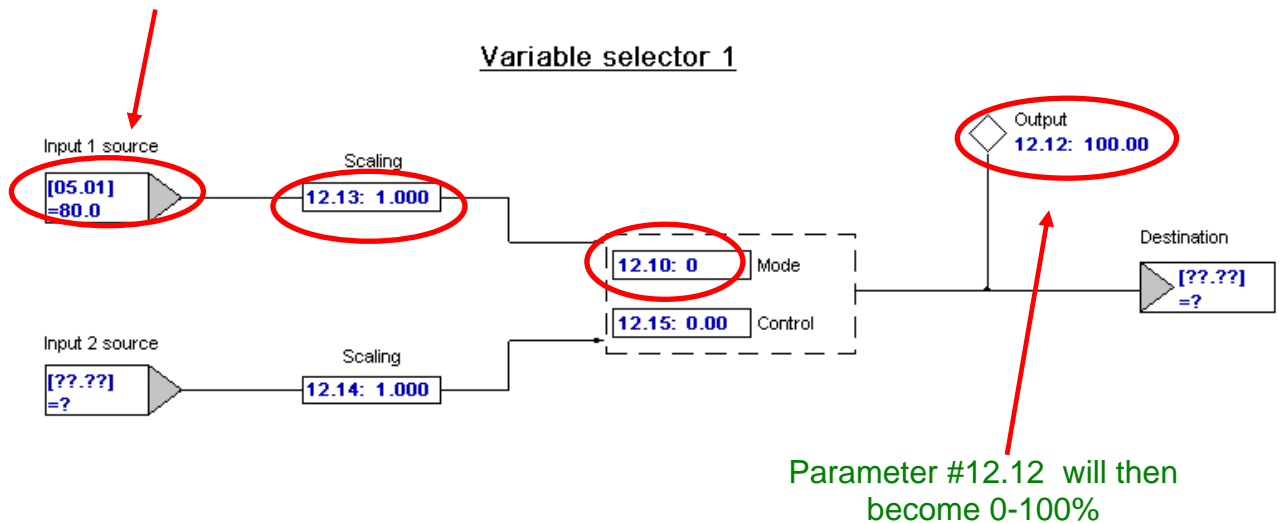 Variable selector 1
Input 1 source
[05.01]
=80.0
Scaling
12.13: 1.000
12.10: 0
Mode
12.15: 0.00
Control
Output
12.12: 100.00
Destination
[??.??]
=?
Input 2 source
[??.??]
=?
Scaling
12.14: 1.000
Parameter #12.12 will then
become 0-100%